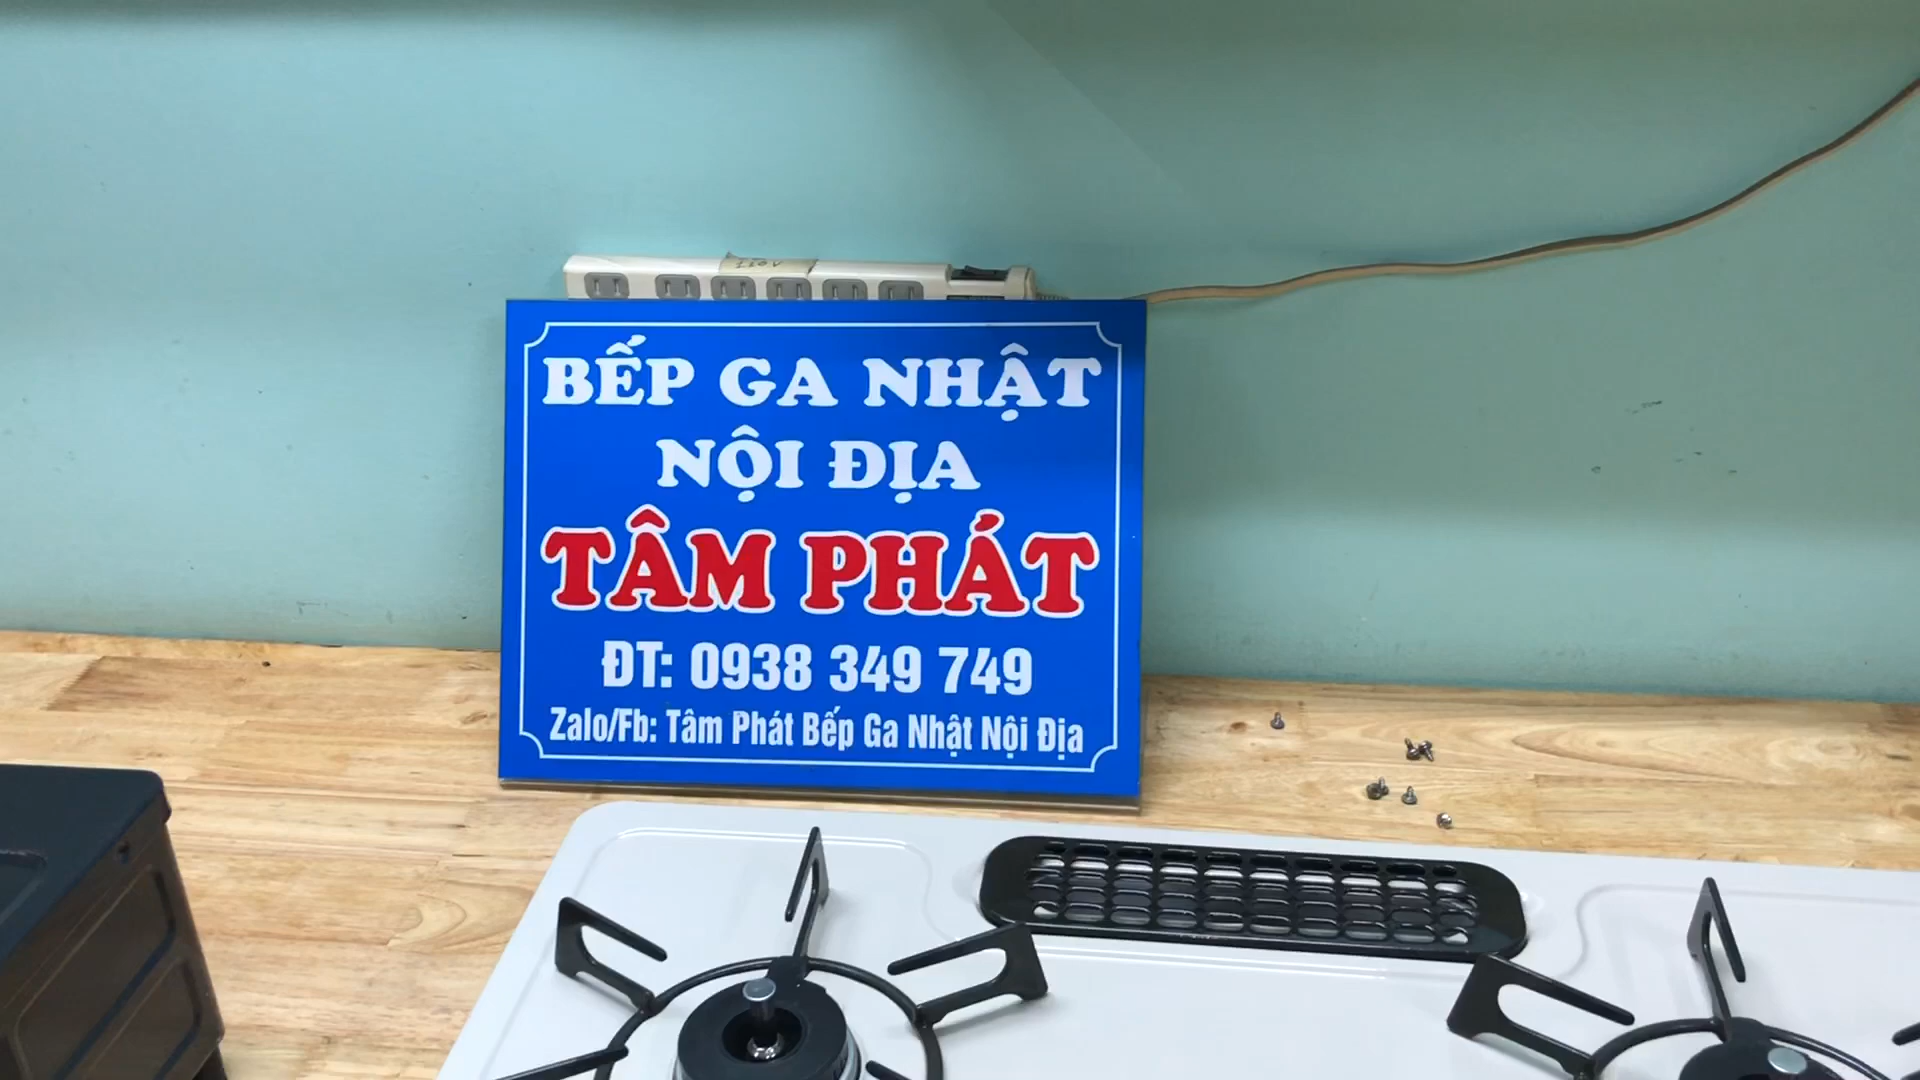 BẾP GA NHẬT
NỘI ĐỊA
TÂM PHÁT
ĐT: 0938 349 749
Zalo/Fb: Tâm Phát Bếp Ga Nhật Nội Địa